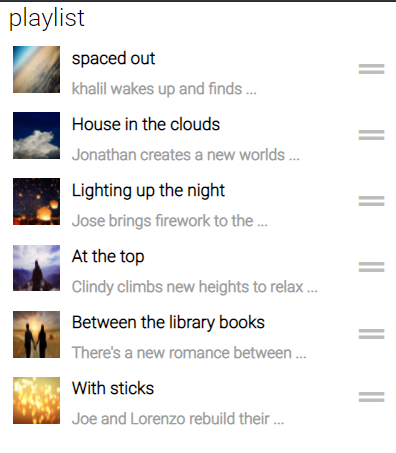 playlist
spaced out
khalil wakes up and finds ...
House in the clouds
Jonathan creates a new worlds ...
Lighting up the night
Jose brings firework to the ...
At the top
Clindy climbs new heights to relax ...
Between the library books
There's a new romance between ...
With sticks
Joe and Lorenzo rebuild their ...